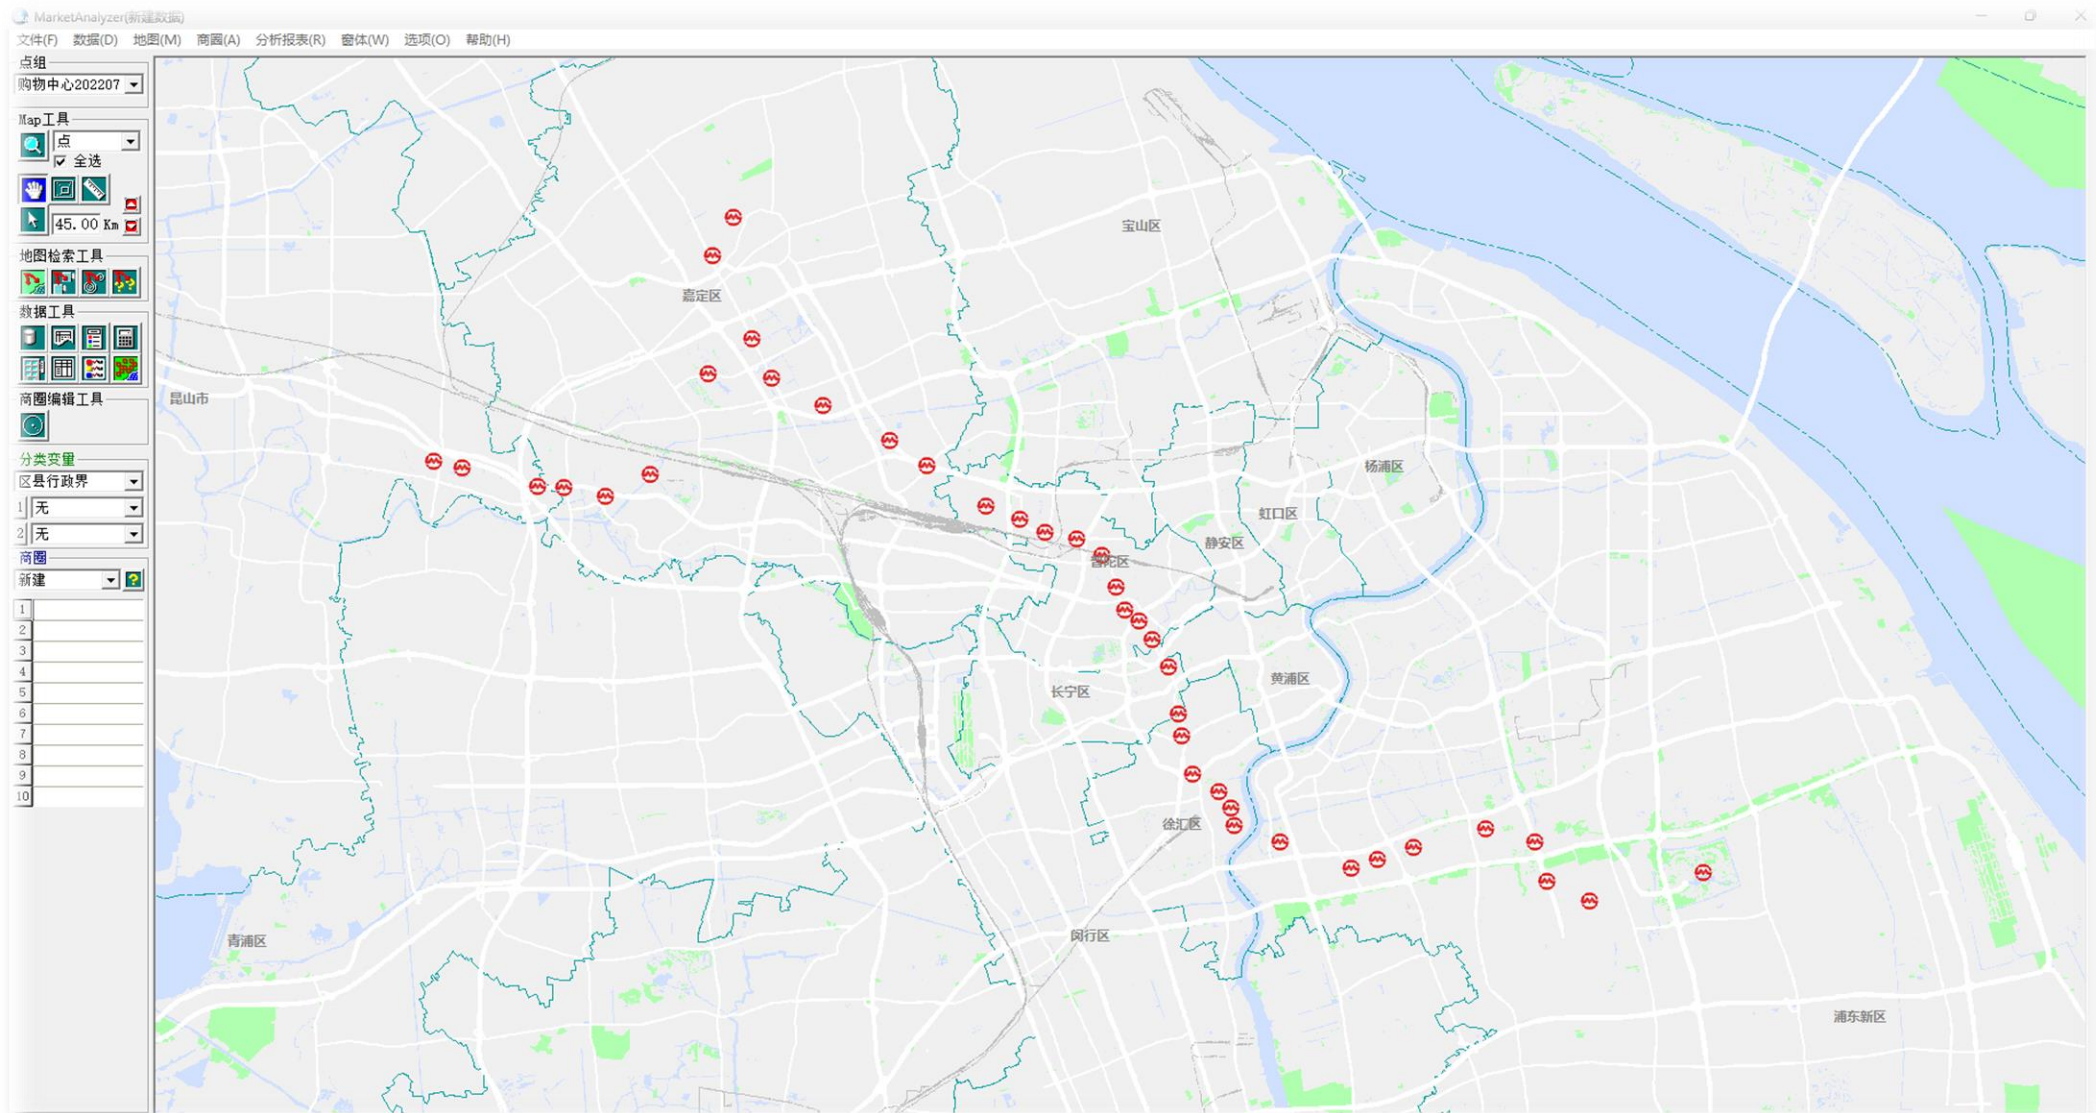 MarketAnalyzer(新建数据)
文件(F) 数据(D) 地图(M) 商圈(A) 分析报表(R) 窗体(W) 选项(O) 帮助(H)
点组
购物中心202207
Map工具
点
全选
45.00 Km
地图检索工具
数据工具
商圈编辑工具
分类变量
区县行政界
1 无
2 无
商圈
新建
?
1
2
3
4
5
6
7
8
9
10
宝山区
嘉定区
昆山市
杨浦区
虹口区
静安区
普陀区
黄浦区
长宁区
徐汇区
闵行区
青浦区
浦东新区